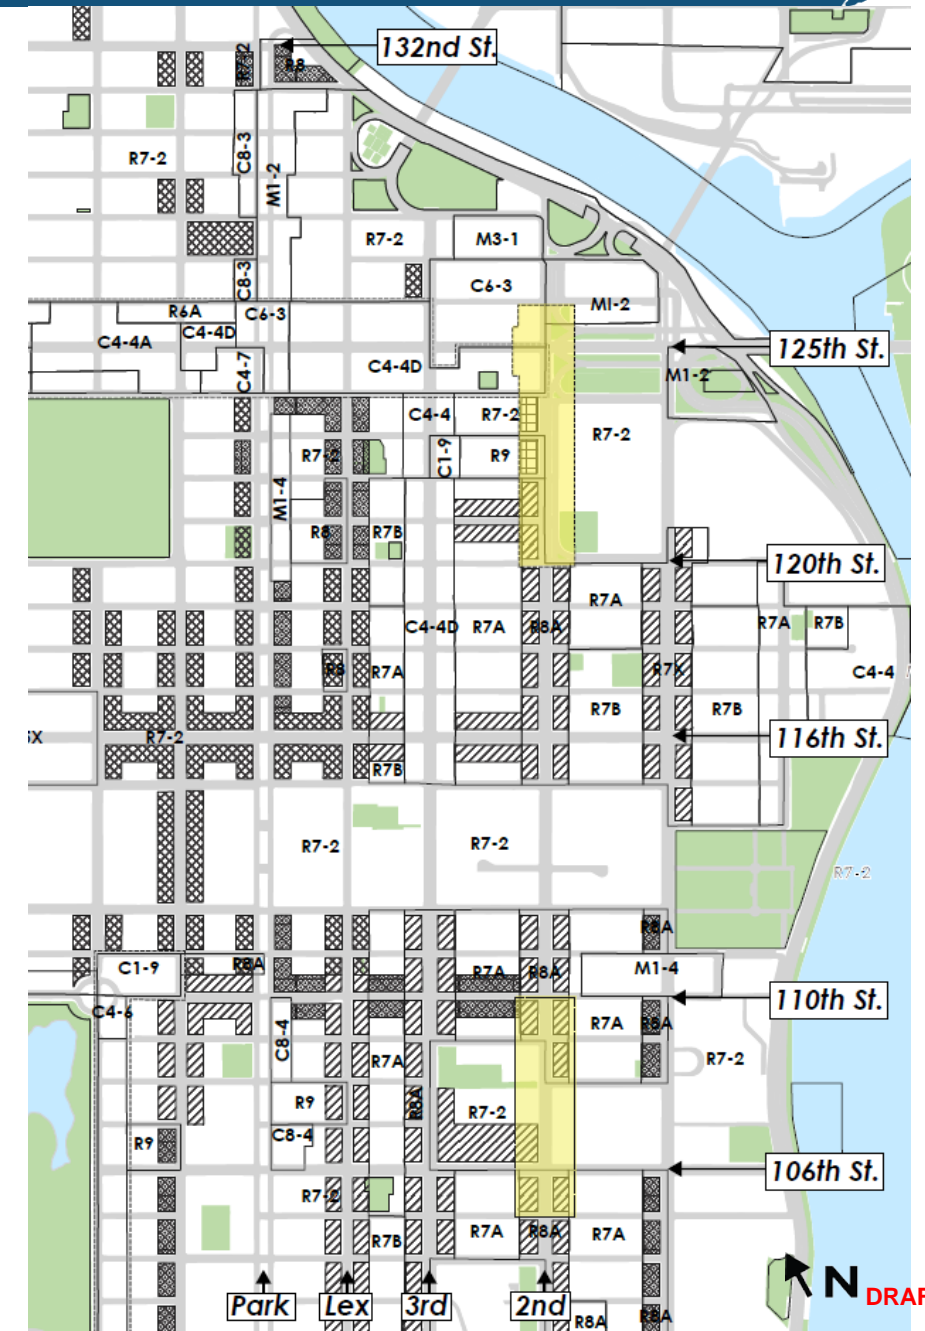 132nd St.
R7-2
R8
C8-3
R7-2
M1-2
R7-2
M3-1
C8-3
C6-3
R6A
C6-3
MI-2
C4-4D
C4-4A
125th St.
C4-7
C4-4D
M1-2
C4-4
R7-2
R7-2
R7-2
C1-9
R9
M1-4
R8
R7B
120th St.
R7A
C4-4D
R7A
R8A
R7A
R7B
R8
R7A
R7X
C4-4
R7B
R7B
R7-2
116th St.
R7B
R7-2
R7-2
R7-2
R8A
C1-9
R8A
R7A
R8A
M1-4
110th St.
C4-6
R7A
R8A
C8-4
R7A
R7-2
R9
R8A
R7-2
C8-4
R9
106th St.
R7-2
R7B
R7A
R8A
R7A
N
Park
Lex
3rd
2nd
R8A
R8A